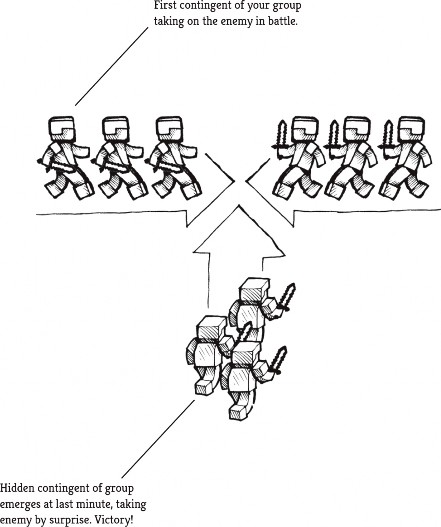 First contingent of your group
taking on the enemy in battle.
Hidden contingent of group
emerges at last minute, taking
enemy by surprise. Victory!